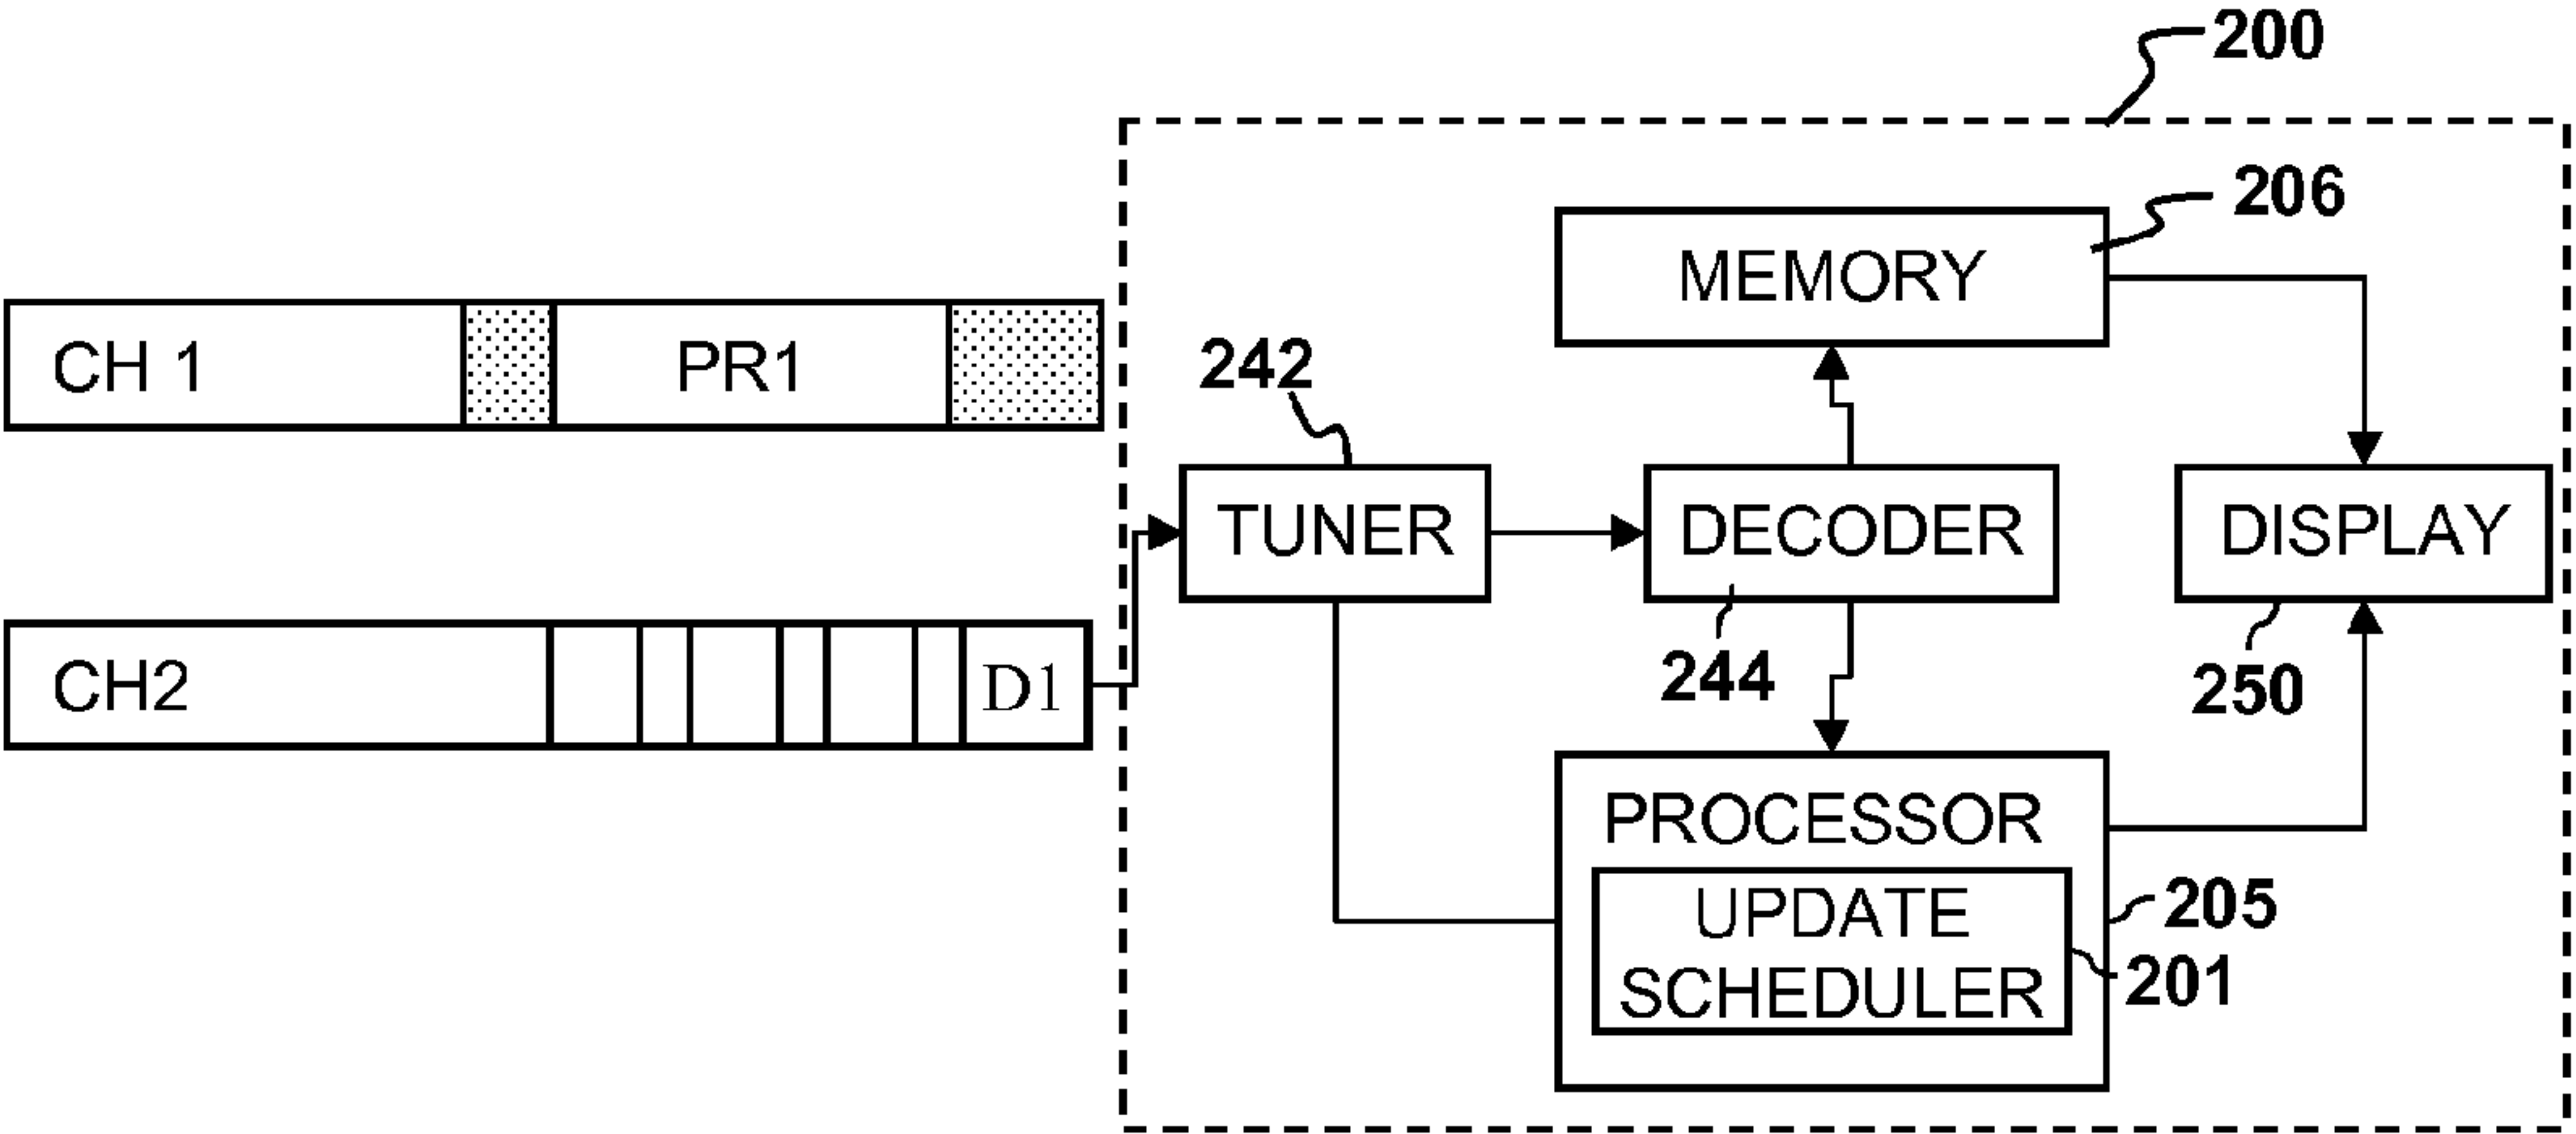 200
206
MEMORY
CH 1
PR1
242
TUNER
DECODER
DISPLAY
244
250
CH2
D1
PROCESSOR
UPDATE
SCHEDULER
205
201